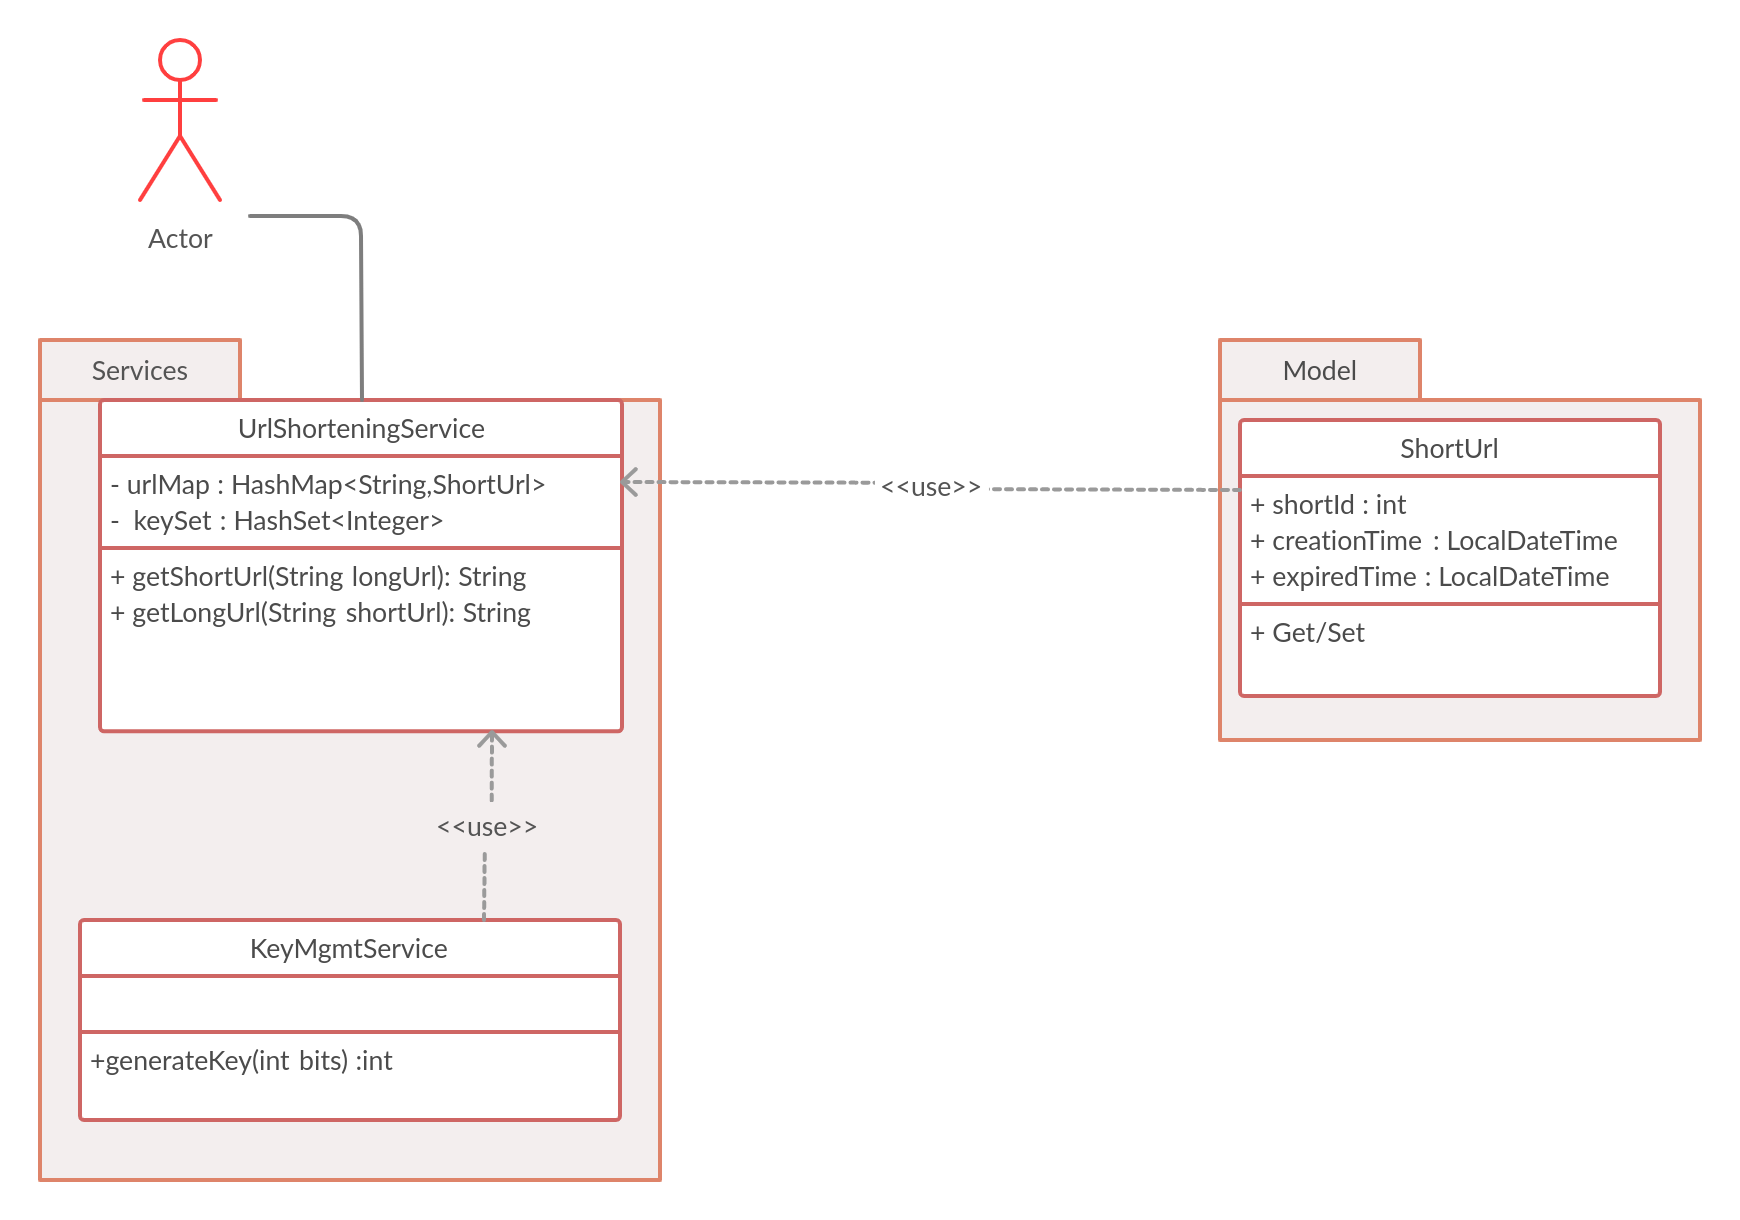 Actor
Services
UrlShorteningService
- urlMap : HashMap<String,ShortUrl>
- keySet : HashSet<Integer>
+ getShortUrl(String longUrl): String
+ getLongUrl(String shortUrl): String
<<use>>
KeyMgmtService
+generateKey(int bits) :int
<<use>>
Model
ShortUrl
+ shortId : int
+ creationTime : LocalDateTime
+ expiredTime : LocalDateTime
+ Get/Set